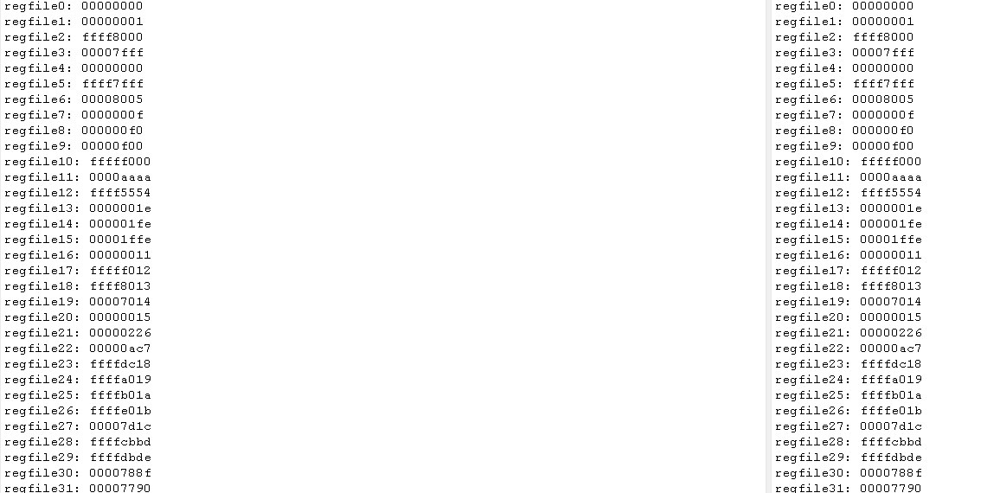 regfile0: 00000000
regfile1: 00000001
regfile2: ffff8000
regfile3: 00007fff
regfile4: 00000000
regfile5: ffff7fff
regfile6: 00008005
regfile7: 0000000f
regfile8: 000000f0
regfile9: 00000f00
regfile10: fffff000
regfile11: 0000aaaa
regfile12: ffff5554
regfile13: 0000001e
regfile14: 000001fe
regfile15: 00001ffe
regfile16: 00000011
regfile17: fffff012
regfile18: ffff8013
regfile19: 00007014
regfile20: 00000015
regfile21: 00000226
regfile22: 00000ac7
regfile23: ffffdc18
regfile24: ffffa019
regfile25: ffffb01a
regfile26: ffffe01b
regfile27: 00007d1c
regfile28: ffffcbbd
regfile29: ffffdbde
regfile30: 0000788f
regfile31: 00007790
regfile0: 00000000
regfile1: 00000001
regfile2: ffff8000
regfile3: 00007fff
regfile4: 00000000
regfile5: ffff7fff
regfile6: 00008005
regfile7: 0000000f
regfile8: 000000f0
regfile9: 00000f00
regfile10: fffff000
regfile11: 0000aaaa
regfile12: ffff5554
regfile13: 0000001e
regfile14: 000001fe
regfile15: 00001ffe
regfile16: 00000011
regfile17: fffff012
regfile18: ffff8013
regfile19: 00007014
regfile20: 00000015
regfile21: 00000226
regfile22: 00000ac7
regfile23: ffffdc18
regfile24: ffffa019
regfile25: ffffb01a
regfile26: ffffe01b
regfile27: 00007d1c
regfile28: ffffcbbd
regfile29: ffffdbde
regfile30: 0000788f
regfile31: 00007790